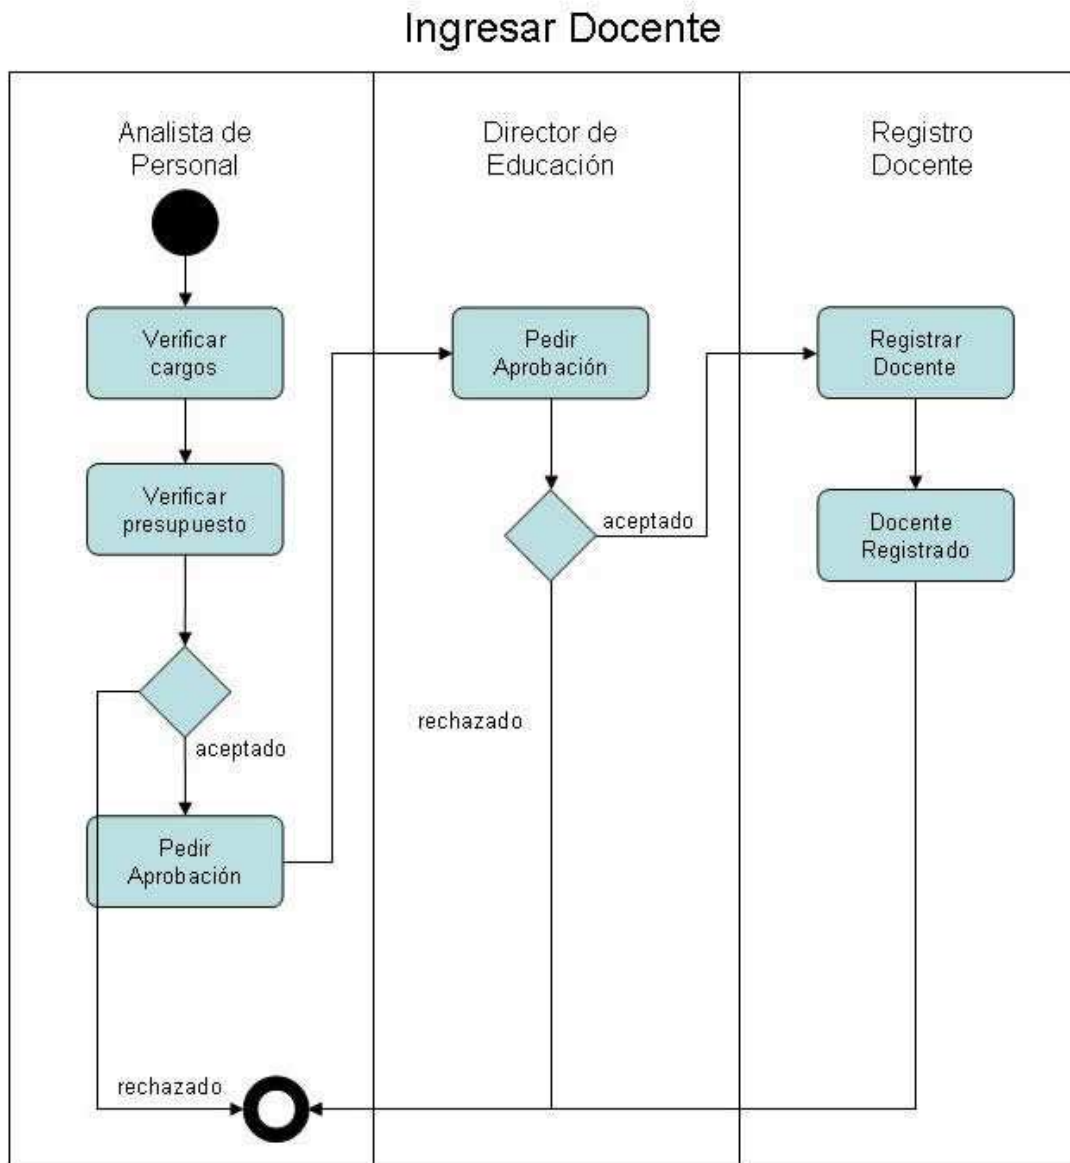 Ingresar Docente
Analista de
Personal
Director de
Educación
Registro
Docente
Verificar
cargos
Pedir
Aprobación
Registrar
Docente
Verificar
presupuesto
aceptado
Docente
Registrado
rechazado
aceptado
Pedir
Aprobación
rechazado